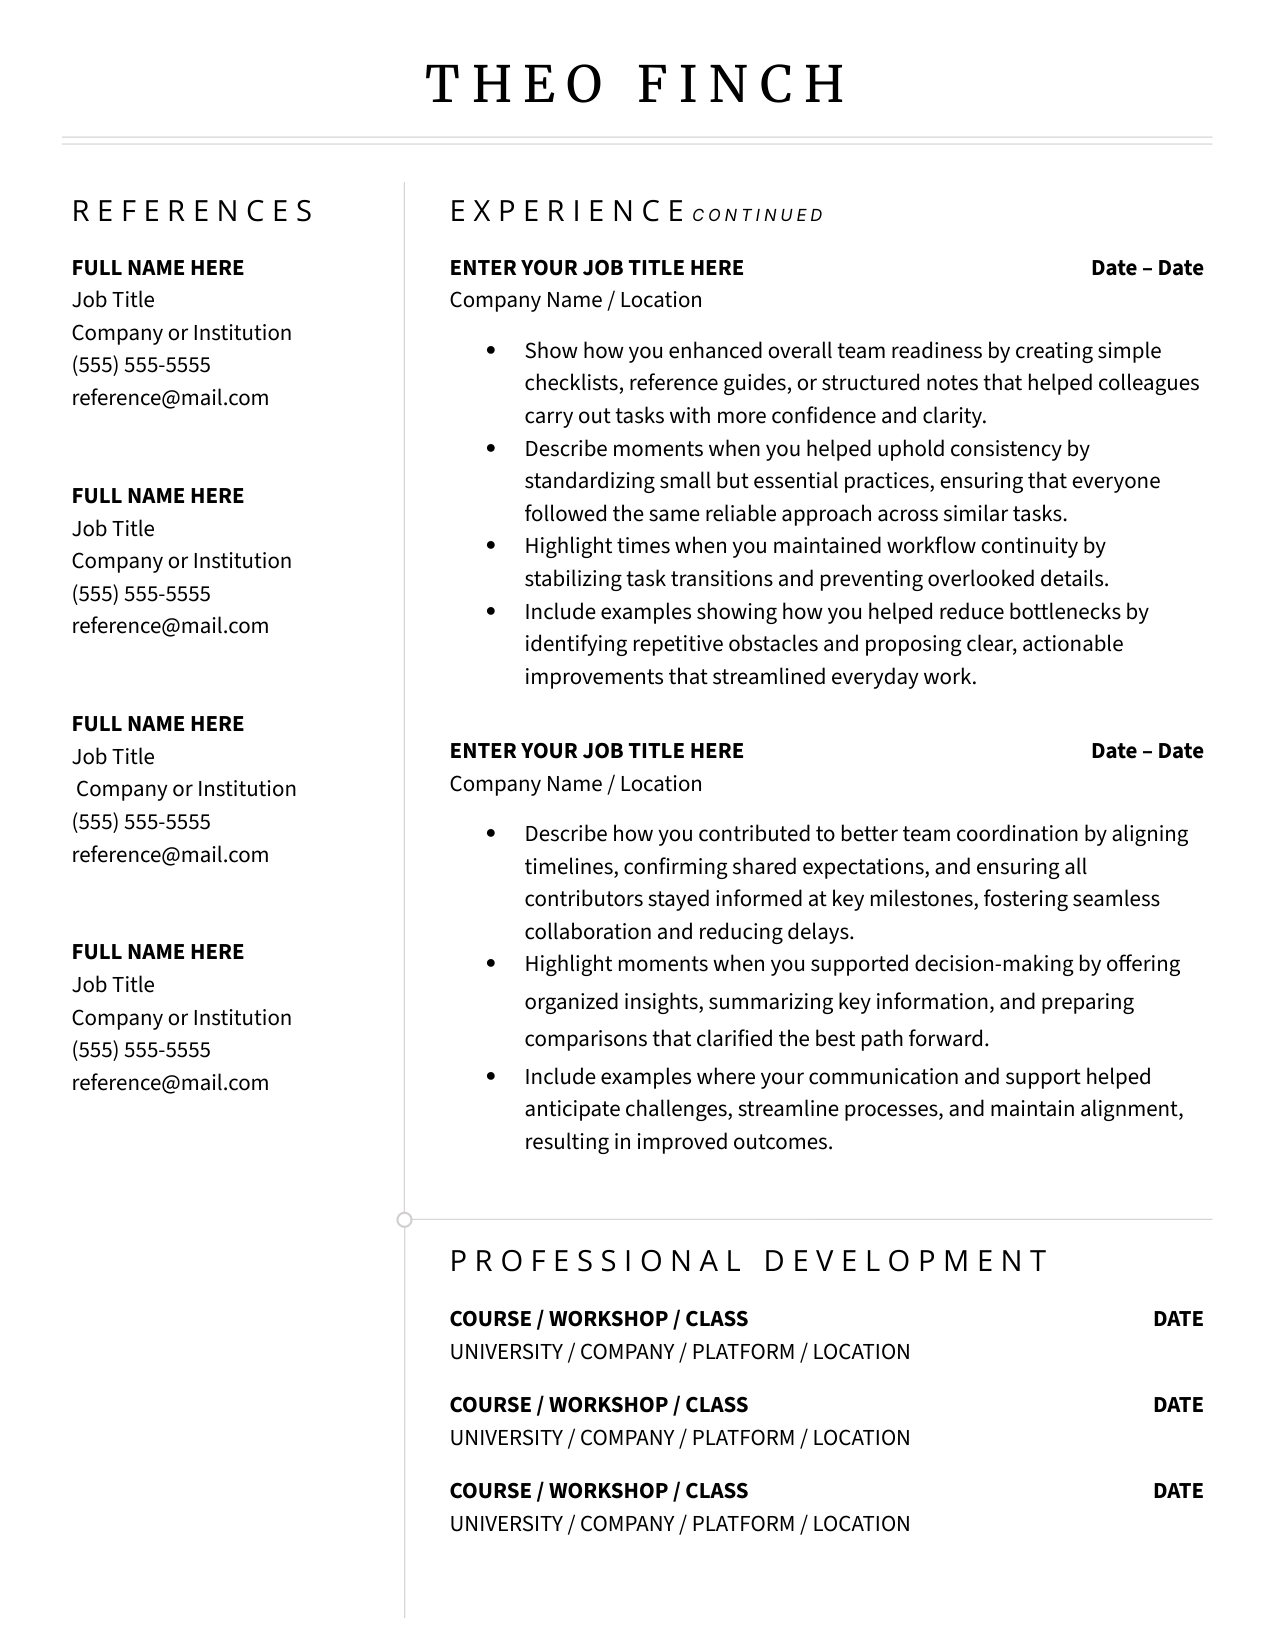 THEO FINCH
REFERENCES
FULL NAME HERE
Job Title
Company or Institution
(555) 555-5555
reference@mail.com
FULL NAME HERE
Job Title
Company or Institution
(555) 555-5555
reference@mail.com
FULL NAME HERE
Job Title
Company or Institution
(555) 555-5555
reference@mail.com
FULL NAME HERE
Job Title
Company or Institution
(555) 555-5555
reference@mail.com
EXPERIENCE CONTINUED
ENTER YOUR JOB TITLE HERE Date – Date
Company Name / Location
• Show how you enhanced overall team readiness by creating simple
checklists, reference guides, or structured notes that helped colleagues
carry out tasks with more confidence and clarity.
• Describe moments when you helped uphold consistency by
standardizing small but essential practices, ensuring that everyone
followed the same reliable approach across similar tasks.
• Highlight times when you maintained workflow continuity by
stabilizing task transitions and preventing overlooked details.
• Include examples showing how you helped reduce bottlenecks by
identifying repetitive obstacles and proposing clear, actionable
improvements that streamlined everyday work.
ENTER YOUR JOB TITLE HERE Date – Date
Company Name / Location
• Describe how you contributed to better team coordination by aligning
timelines, confirming shared expectations, and ensuring all
contributors stayed informed at key milestones, fostering seamless
collaboration and reducing delays.
• Highlight moments when you supported decision-making by offering
organized insights, summarizing key information, and preparing
comparisons that clarified the best path forward.
• Include examples where your communication and support helped
anticipate challenges, streamline processes, and maintain alignment,
resulting in improved outcomes.
PROFESSIONAL DEVELOPMENT
COURSE / WORKSHOP / CLASS DATE
UNIVERSITY / COMPANY / PLATFORM / LOCATION
COURSE / WORKSHOP / CLASS DATE
UNIVERSITY / COMPANY / PLATFORM / LOCATION
COURSE / WORKSHOP / CLASS DATE
UNIVERSITY / COMPANY / PLATFORM / LOCATION